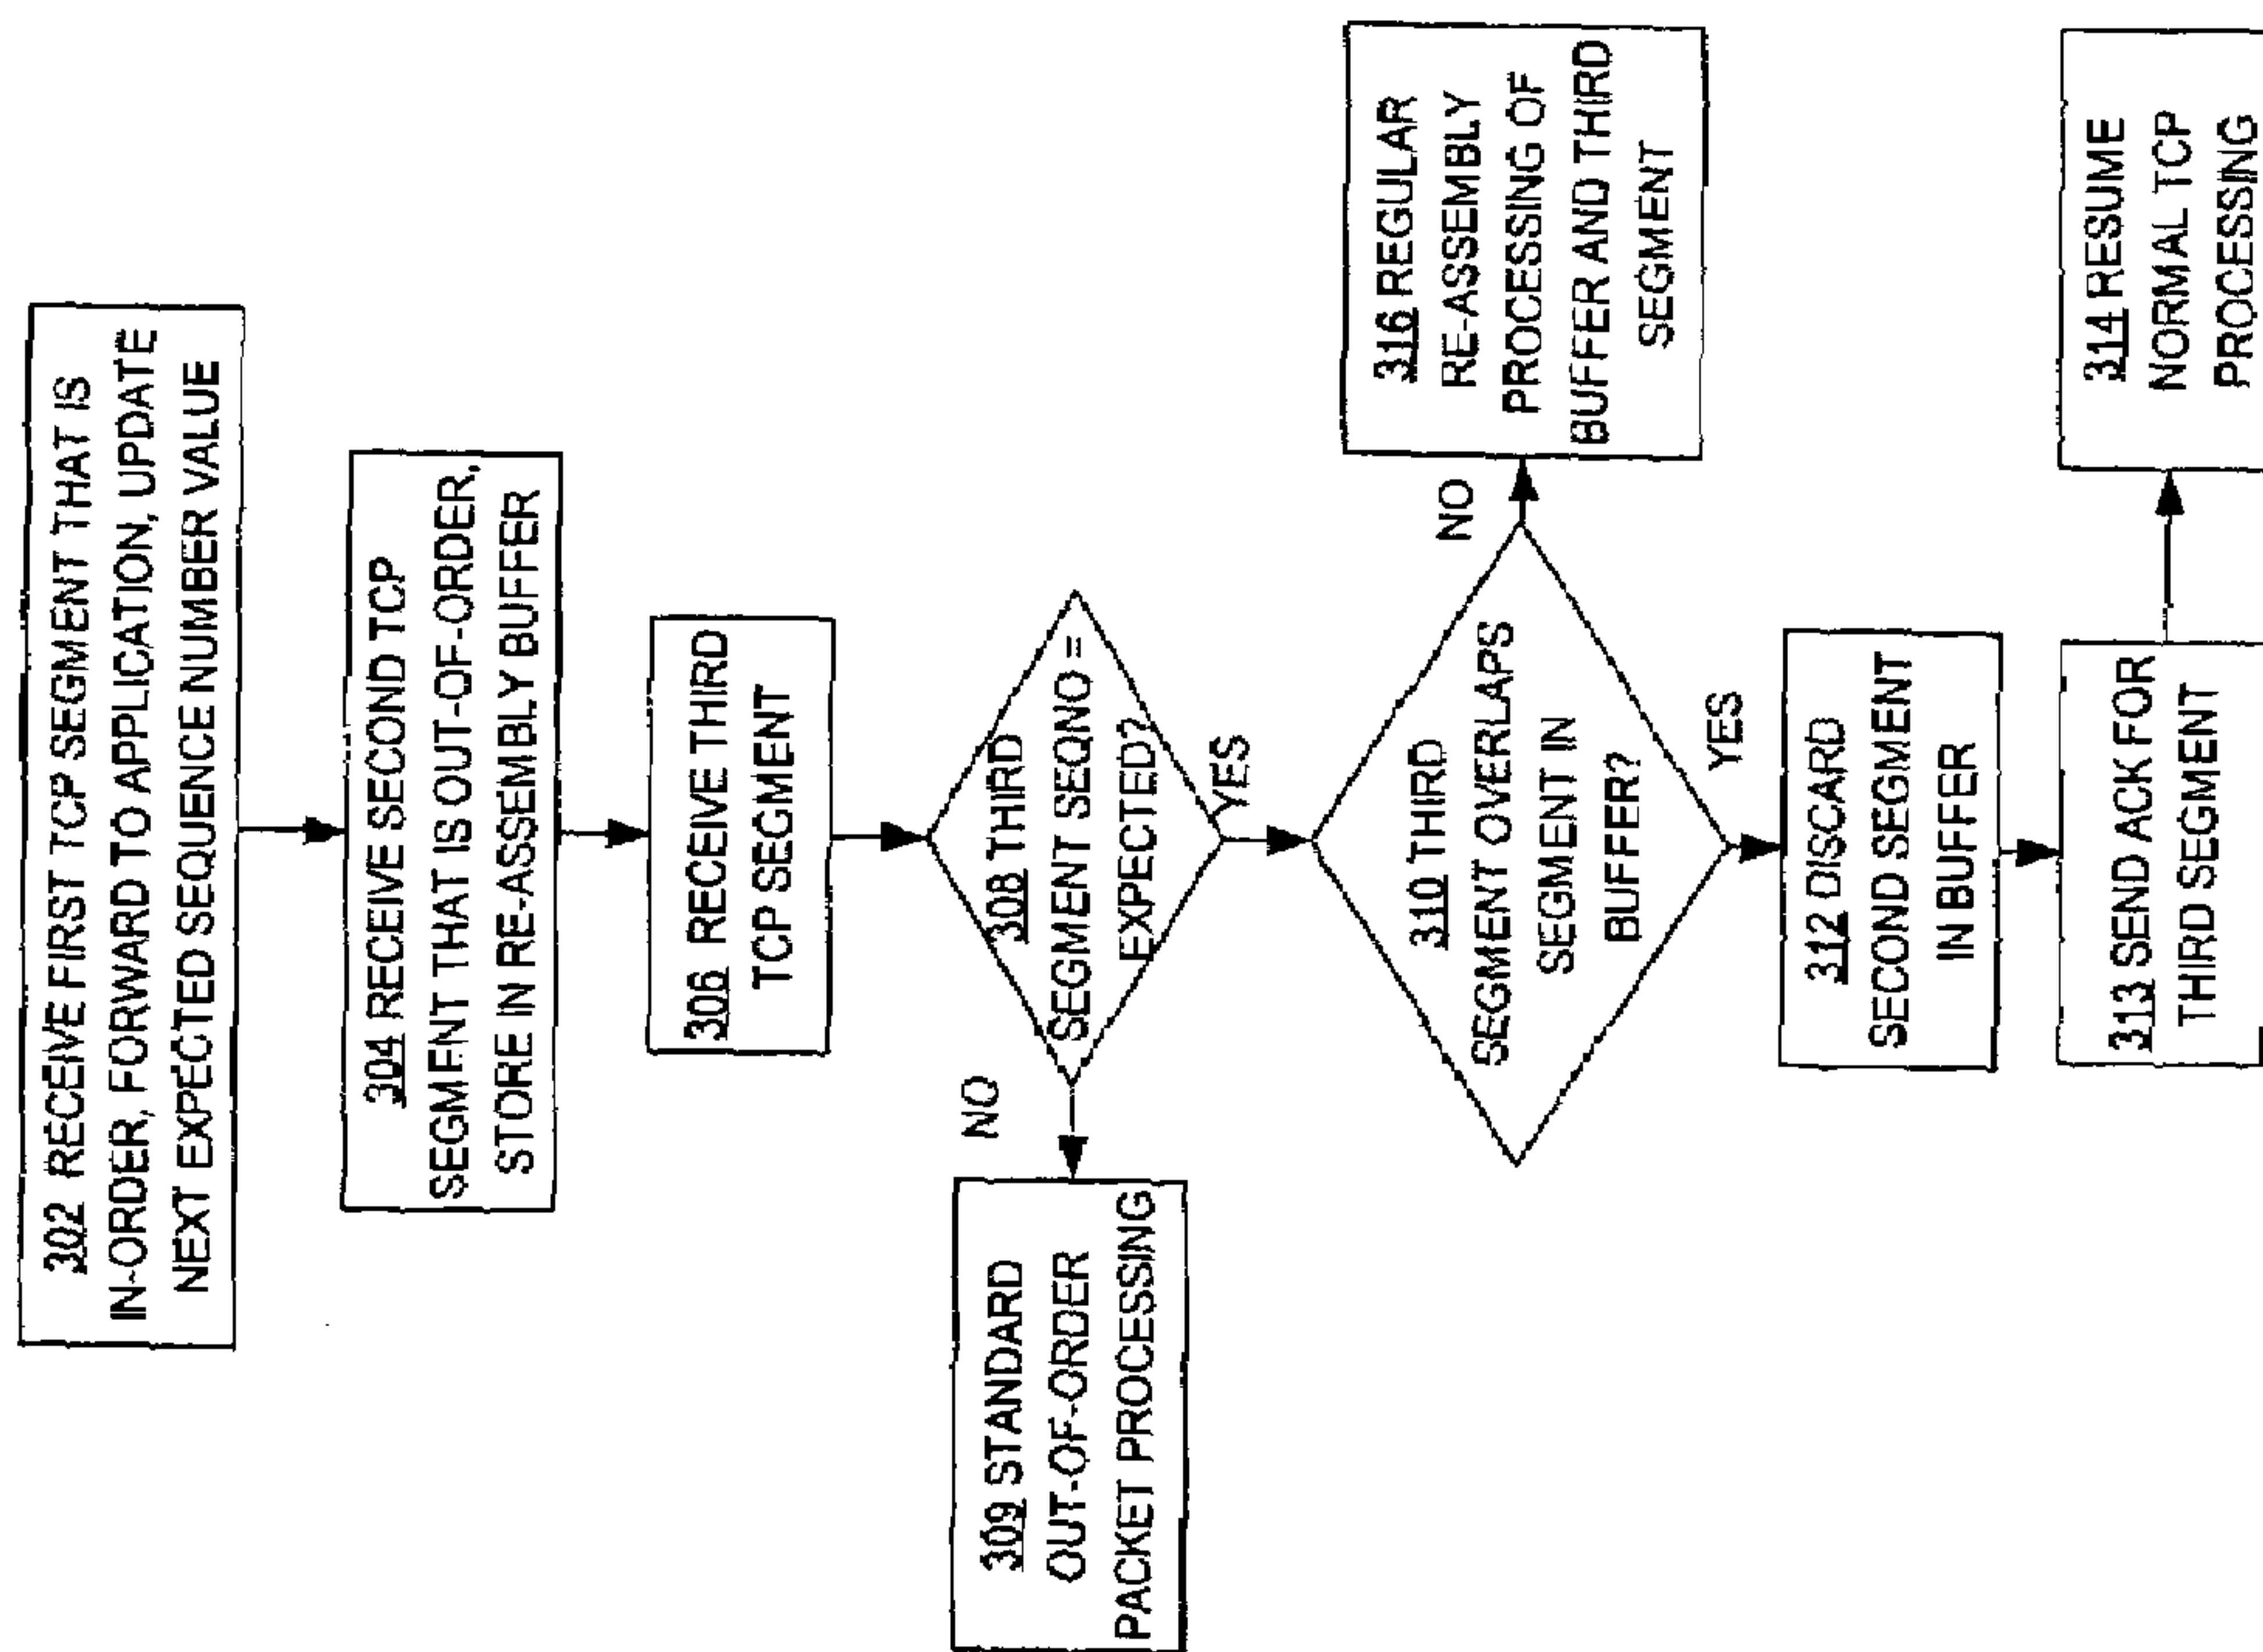 302 RECEIVE FIRST TCP SEGMENT THAT IS
IN-ORDER, FORWARD TO APPLICATION, UPDATE
NEXT EXPECTED SEQUENCE NUMBER VALUE
304 RECEIVE SECOND TCP
SEGMENT THAT IS OUT-OF-ORDER,
STORE IN RE-ASSEMBLY BUFFER
306 RECEIVE THIRD
TCP SEGMENT
308 THIRD
SEGMENT SEQNO =
EXPECTED?
NO
309 STANDARD
OUT-OF-ORDER
PACKET PROCESSING
YES
310 THIRD
SEGMENT OVERLAPS
SEGMENT IN
BUFFER?
NO
316 REGULAR
RE-ASSEMBLY
PROCESSING OF
BUFFER AND THIRD
SEGMENT
YES
312 DISCARD
SECOND SEGMENT
IN BUFFER
313 SEND ACK FOR
THIRD SEGMENT
314 RESUME
NORMAL TCP
PROCESSING